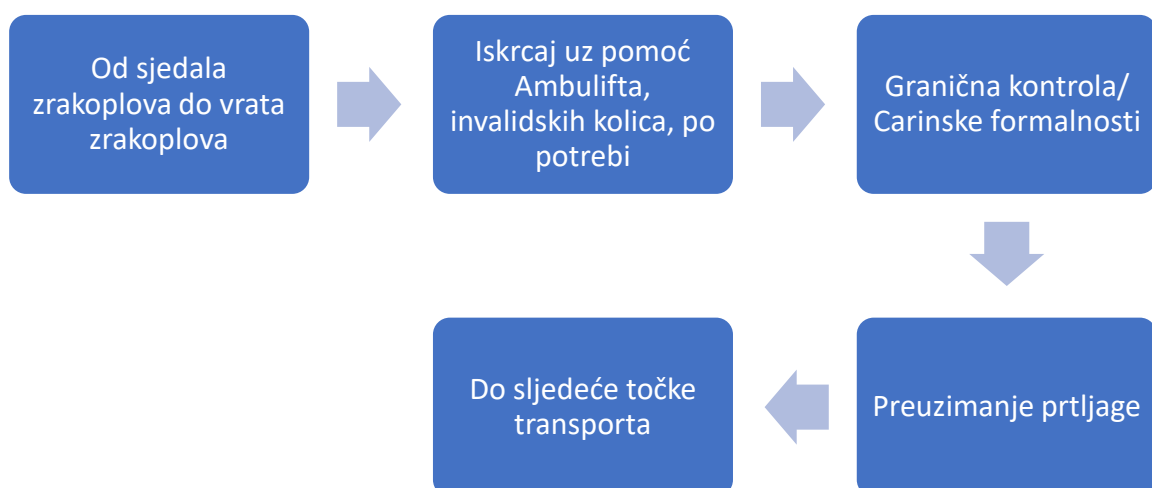 Od sjedala
zrakoplova do vrata
zrakoplova
Iskrcaj uz pomoć
Ambulifta,
invalidskih kolica, po
potrebi
Granična kontrola/
Carinske formalnosti
Preuzimanje prtljage
Do sljedeće točke
transporta